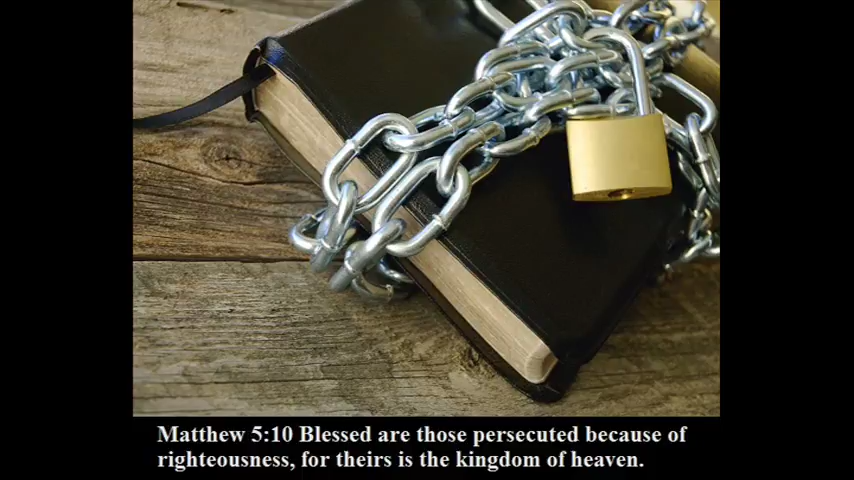 Matthew 5:10 Blessed are those persecuted because of
righteousness, for theirs is the kingdom of heaven.